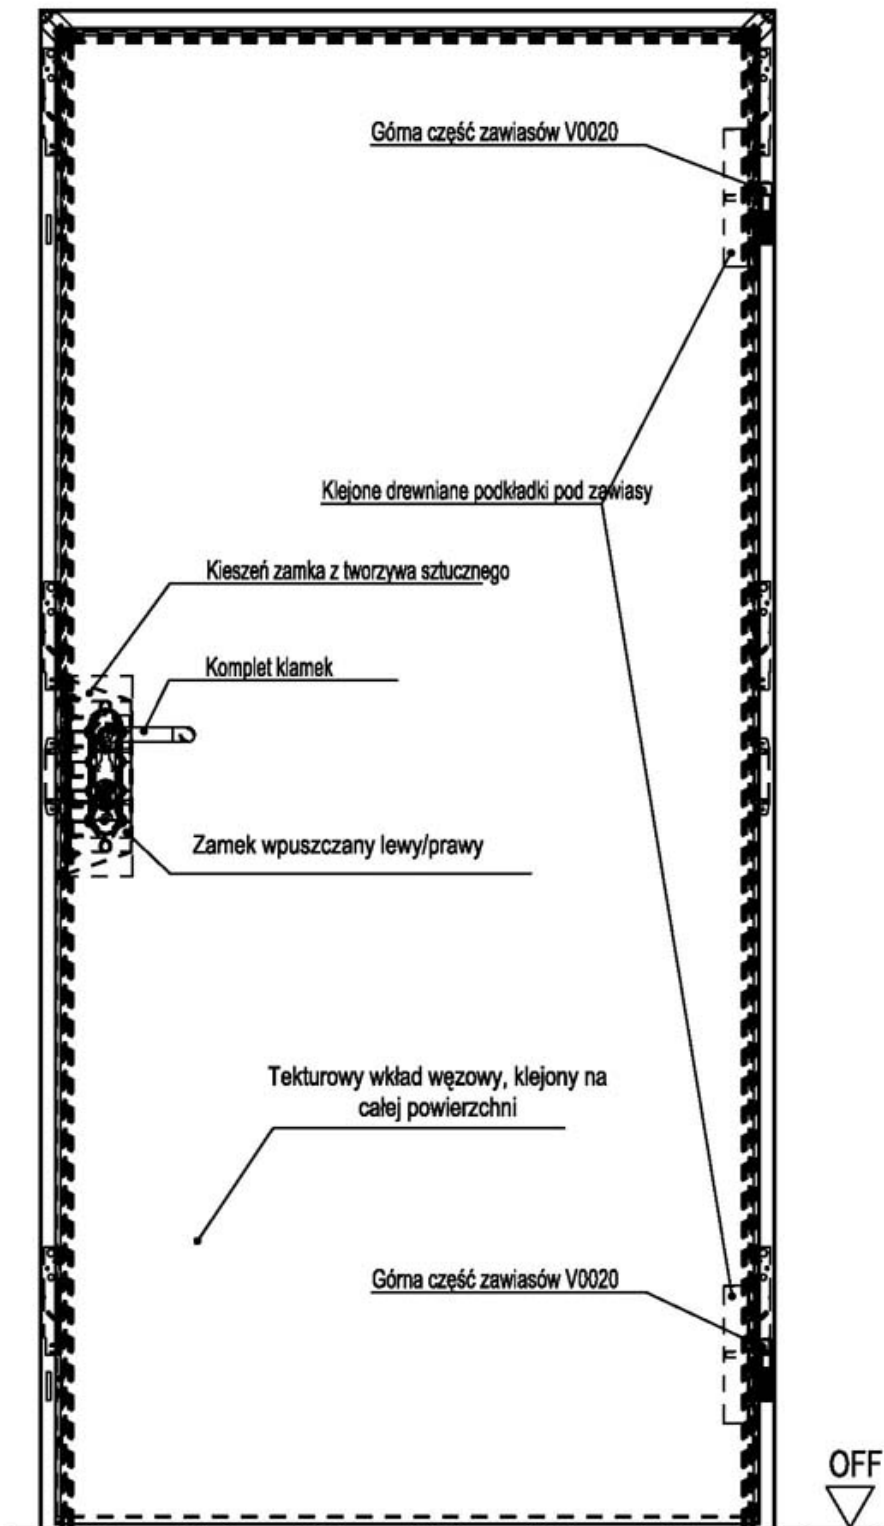 Górna część zawiasów V0020
Klejone drewniane podkładki pod zawiasy
Kieszeń zamka z tworzywa sztucznego
Komplet klamek
Zamek wpuszczany lewy/prawy
Tekturowy wkład węzowy, klejony na
całej powierzchni
Górna część zawiasów V0020
OFF